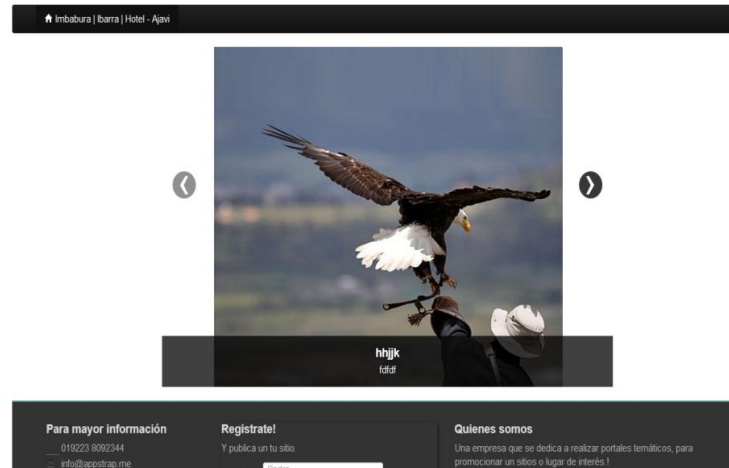 Imbabura | Ibarra | Hotel - Ajavi
hhjjk
fdfdf
Para mayor información
019223 8092344
info@appstrap.me
Registrate!
Y publica un tu sitio.
Quienes somos
Una empresa que se dedica a realizar portales temáticos, para
promocionar un sitios o lugar de interés.!